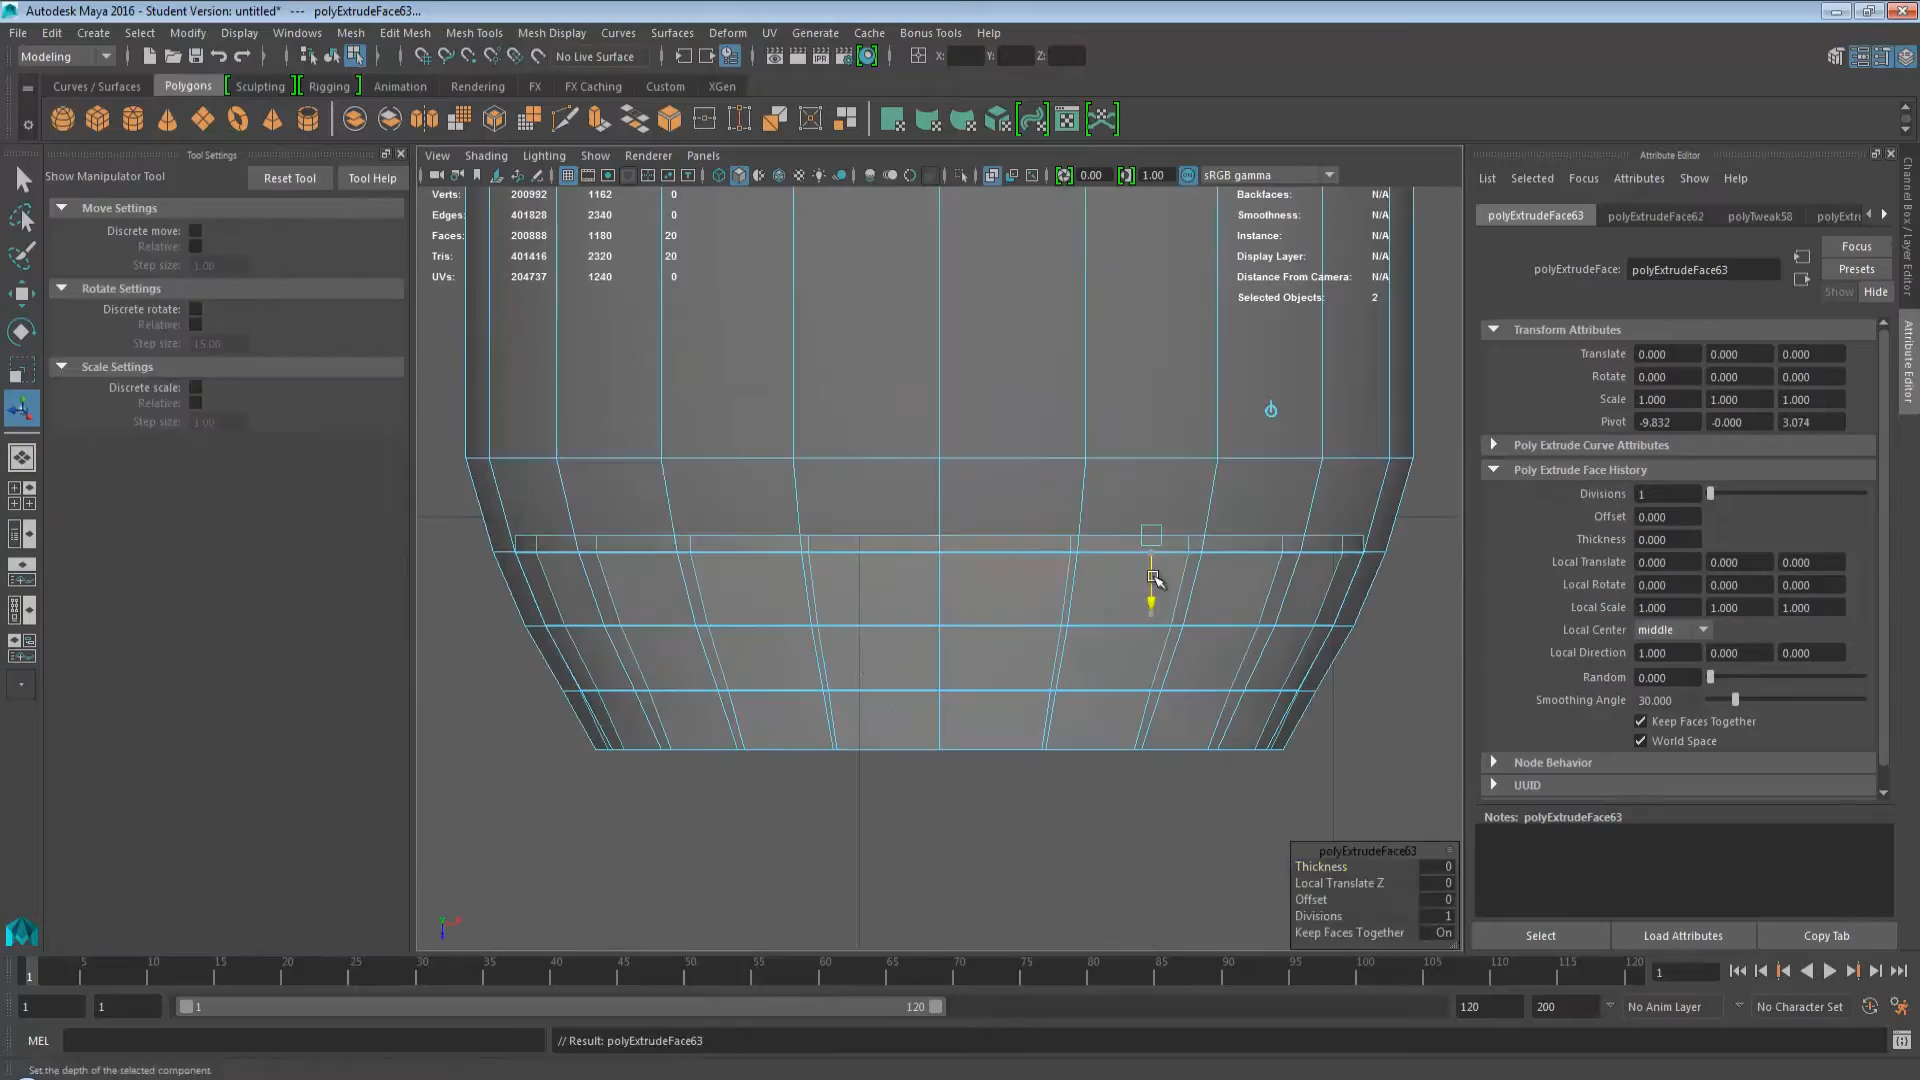 Autodesk Maya 2016 - Student Version: untitled* --- polyExtrudeFace63...
File Edit Create Select Modify Display Windows Mesh Edit Mesh Mesh Tools Mesh Display Curves Surfaces Deform UV Generate Cache Bonus Tools Help
Modeling No Live Surface X: Y: Z:
Curves / Surfaces Polygons Sculpting Rigging Animation Rendering FX FX Caching Custom XGen
Tool Settings
Show Manipulator Tool Reset Tool Tool Help
Move Settings
Discrete move:
Relative:
Step size: 1.00
Rotate Settings
Discrete rotate:
Relative:
Step size: 15.00
Scale Settings
Discrete scale:
Relative:
Step size: 1.00
View Shading Lighting Show Renderer Panels
IPR
0.00 1.00 sRGB gamma
Verts: 200992 1162 0
Edges: 401828 2340 0
Faces: 200888 1180 20
Tris: 401416 2320 20
UVs: 204737 1240 0
Backfaces: N/A
Smoothness: N/A
Instance: N/A
Display Layer: N/A
Distance From Camera: N/A
Selected Objects: 2
polyExtrudeFace63
Thickness 0
Local Translate Z 0
Offset 0
Divisions 1
Keep Faces Together On
Attribute Editor
List Selected Focus Attributes Show Help
polyExtrudeFace63 polyExtrudeFace62 polyTweak58 polyExtru
Focus
polyExtrudeFace: polyExtrudeFace63 Presets
Show Hide
Transform Attributes
Translate 0.000 0.000 0.000
Rotate 0.000 0.000 0.000
Scale 1.000 1.000 1.000
Pivot -9.832 -0.000 3.074
Poly Extrude Curve Attributes
Poly Extrude Face History
Divisions 1
Offset 0.000
Thickness 0.000
Local Translate 0.000 0.000 0.000
Local Rotate 0.000 0.000 0.000
Local Scale 1.000 1.000 1.000
Local Center middle
Local Direction 1.000 0.000 0.000
Random 0.000
Smoothing Angle 30.000
Keep Faces Together
World Space
Node Behavior
UUID
Notes: polyExtrudeFace63
Select Load Attributes Copy Tab
Channel Box / Layer Editor
Attribute Editor
1 5 10 15 20 25 30 35 40 45 50 55 60 65 70 75 80 85 90 95 100 105 110 115 120 1
1 1 1 120 120 200 No Anim Layer No Character Set
MEL // Result: polyExtrudeFace63
Set the depth of the selected component.